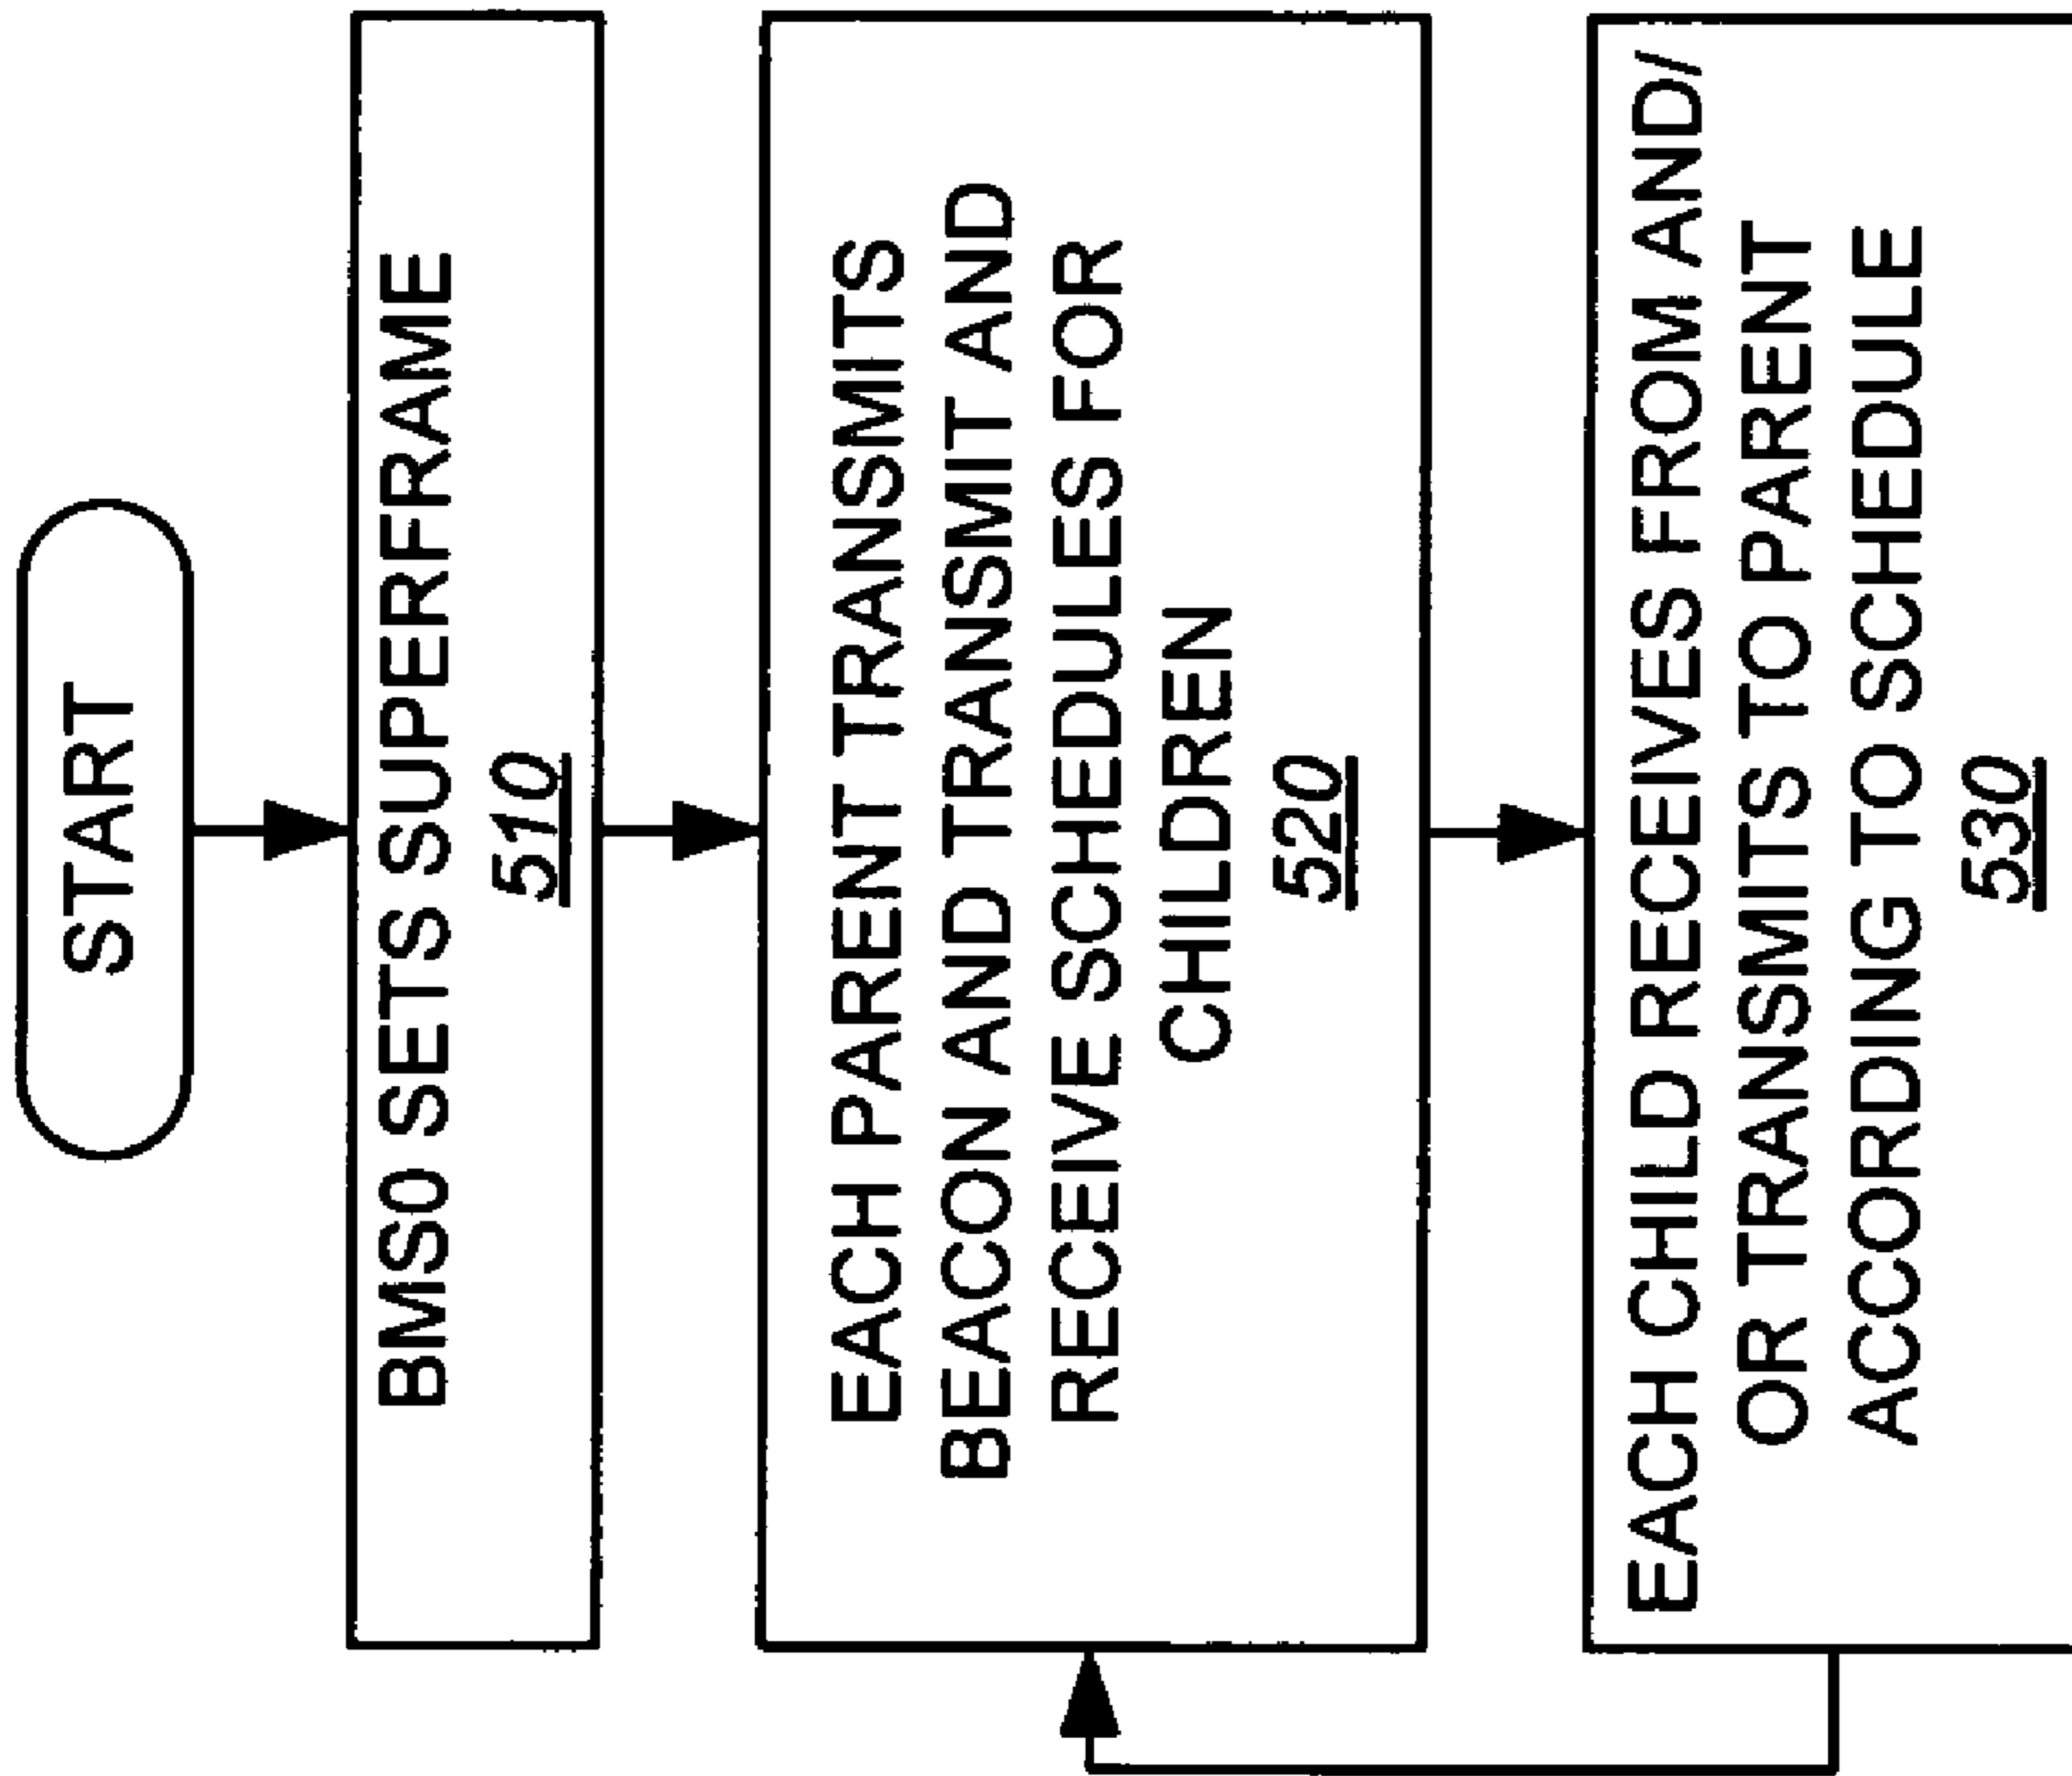 START
BMS0 SETS SUPERFRAME
510
EACH PARENT TRANSMITS
BEACON AND TRANSMIT AND
RECEIVE SCHEDULES FOR
CHILDREN
520
EACH CHILD RECEIVES FROM AND/
OR TRANSMITS TO PARENT
ACCORDING TO SCHEDULE
530